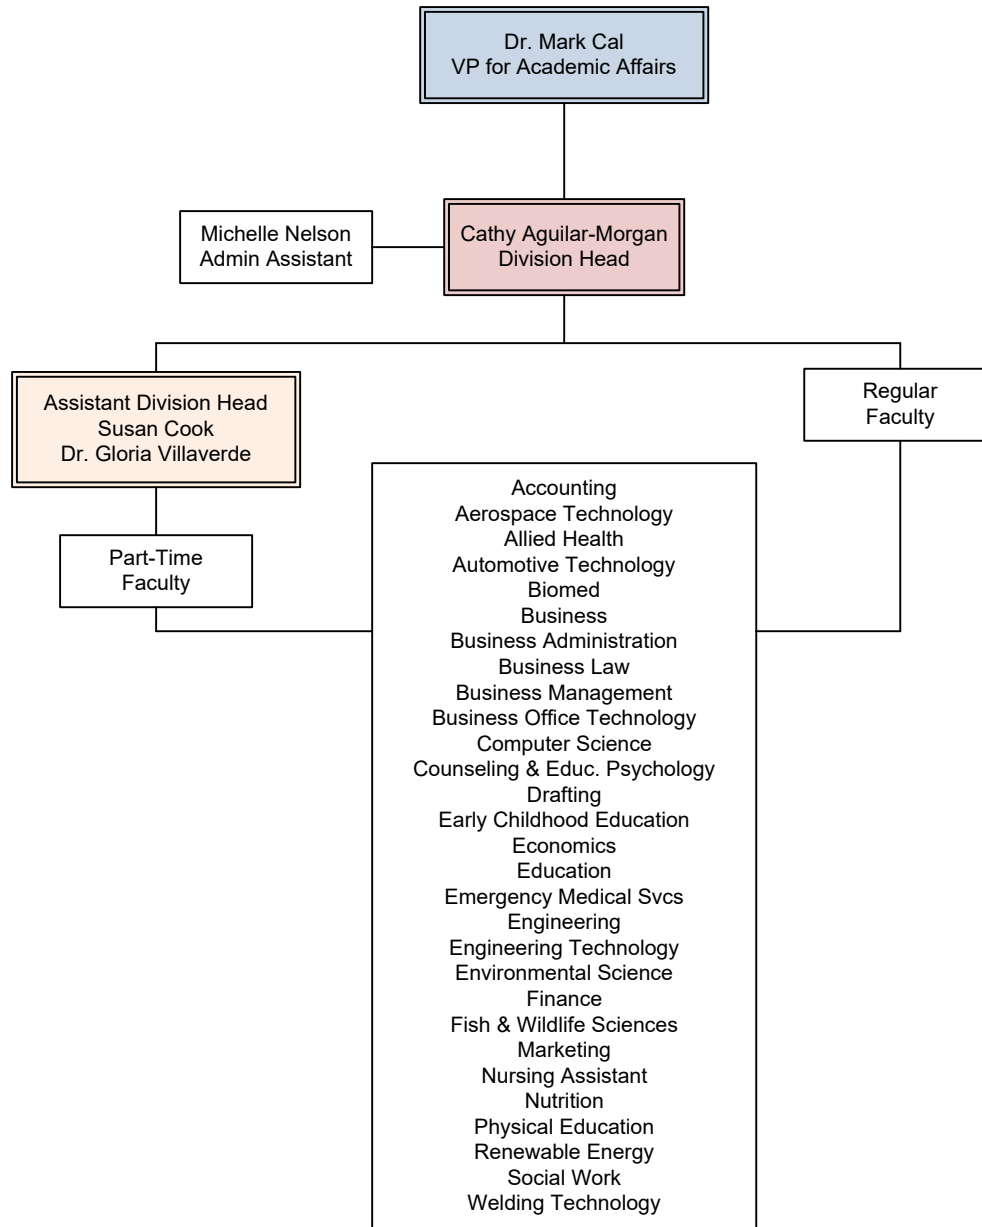 Dr. Mark Cal
VP for Academic Affairs
Michelle Nelson
Admin Assistant
Cathy Aguilar-Morgan
Division Head
Assistant Division Head
Susan Cook
Dr. Gloria Villaverde
Regular
Faculty
Part-Time
Faculty
Accounting
Aerospace Technology
Allied Health
Automotive Technology
Biomed
Business
Business Administration
Business Law
Business Management
Business Office Technology
Computer Science
Counseling & Educ. Psychology
Drafting
Early Childhood Education
Economics
Education
Emergency Medical Svcs
Engineering
Engineering Technology
Environmental Science
Finance
Fish & Wildlife Sciences
Marketing
Nursing Assistant
Nutrition
Physical Education
Renewable Energy
Social Work
Welding Technology